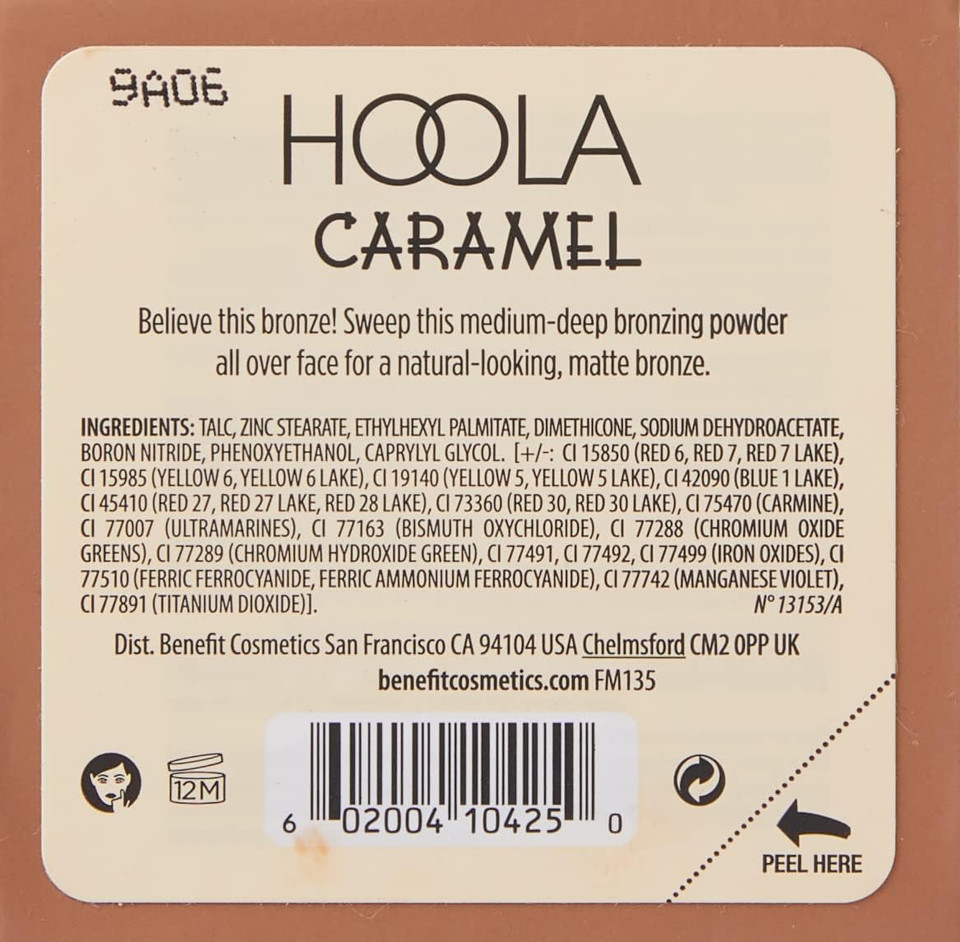 9A06
HOOLA
CARAMEL
Believe this bronze! Sweep this medium-deep bronzing powder
all over face for a natural-looking, matte bronze.
INGREDIENTS: TALC, ZINC STEARATE, ETHYLHEXYL PALMITATE, DIMETHICONE, SODIUM DEHYDROACETATE,
BORON NITRIDE, PHENOXYETHANOL, CAPRYLYL GLYCOL. [+/-: CI 15850 (RED 6, RED 7, RED 7 LAKE),
CI 15985 (YELLOW 6, YELLOW 6 LAKE), CI 19140 (YELLOW 5, YELLOW 5 LAKE), CI 42090 (BLUE 1 LAKE),
CI 45410 (RED 27, RED 27 LAKE, RED 28 LAKE), CI 73360 (RED 30, RED 30 LAKE), CI 75470 (CARMINE),
CI 77007 (ULTRAMARINES), CI 77163 (BISMUTH OXYCHLORIDE), CI 77288 (CHROMIUM OXIDE
GREENS), CI 77289 (CHROMIUM HYDROXIDE GREEN), CI 77491, CI 77492, CI 77499 (IRON OXIDES), CI
77510 (FERRIC FERROCYANIDE, FERRIC AMMONIUM FERROCYANIDE), CI 77742 (MANGANESE VIOLET),
CI 77891 (TITANIUM DIOXIDE)]. N° 13153/A
Dist. Benefit Cosmetics San Francisco CA 94104 USA Chelmsford CM2 0PP UK
benefitcosmetics.com FM135
12M
6 02004 10425 0
PEEL HERE